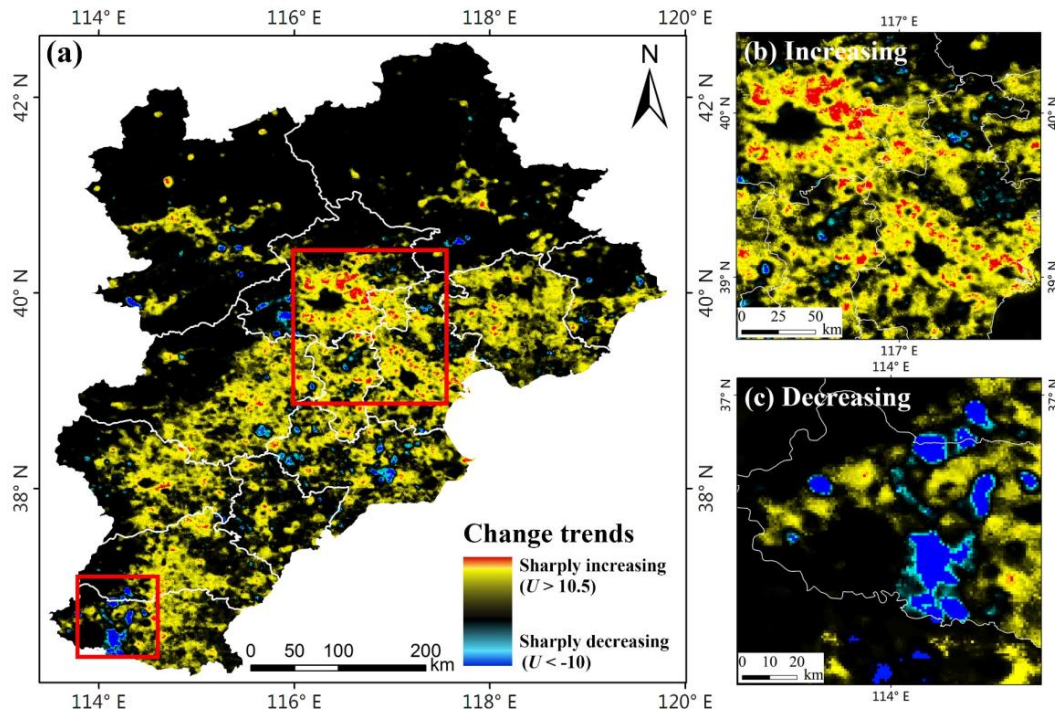 114° E
116° E
118° E
120° E
(a)
N
42° N
42° N
40° N
40° N
38° N
38° N
Change trends
Sharply increasing
(U > 10.5)
Sharply decreasing
(U < -10)
0 50 100 200
km
114° E
116° E
118° E
120° E
117° E
(b) Increasing
40° N
40° N
39° N
39° N
0 25 50
km
117° E
114° E
(c) Decreasing
37° N
37° N
0 10 20
km
114° E